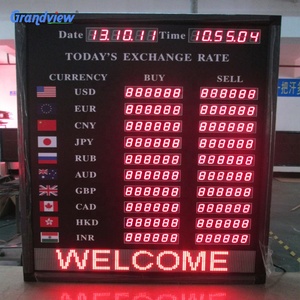 Grandview
Date 13.10.11 Time 10.55.04
TODAY'S EXCHANGE RATE
CURRENCY BUY SELL
USD 888888 888888
EUR 888888 888888
CNY 888888 888888
JPY 888888 888888
RUB 888888 888888
AUD 888888 888888
GBP 888888 888888
CAD 888888 888888
HKD 888888 888888
INR 888888 888888
WELCOME